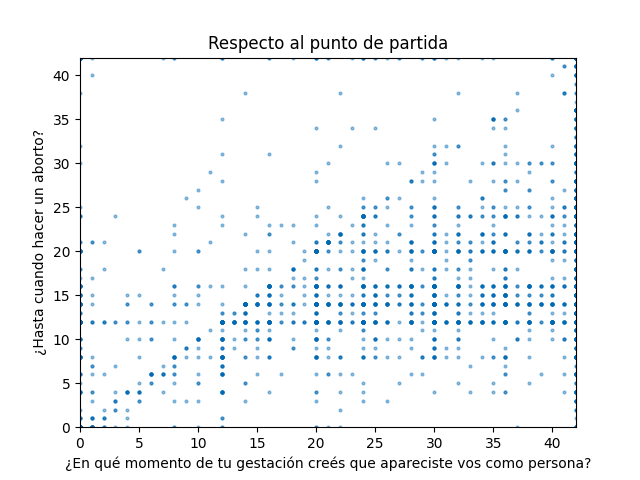 Respecto al punto de partida
¿Hasta cuando hacer un aborto?
40
35
30
25
20
15
10
5
0
0 5 10 15 20 25 30 35 40
¿En qué momento de tu gestación creés que apareciste vos como persona?